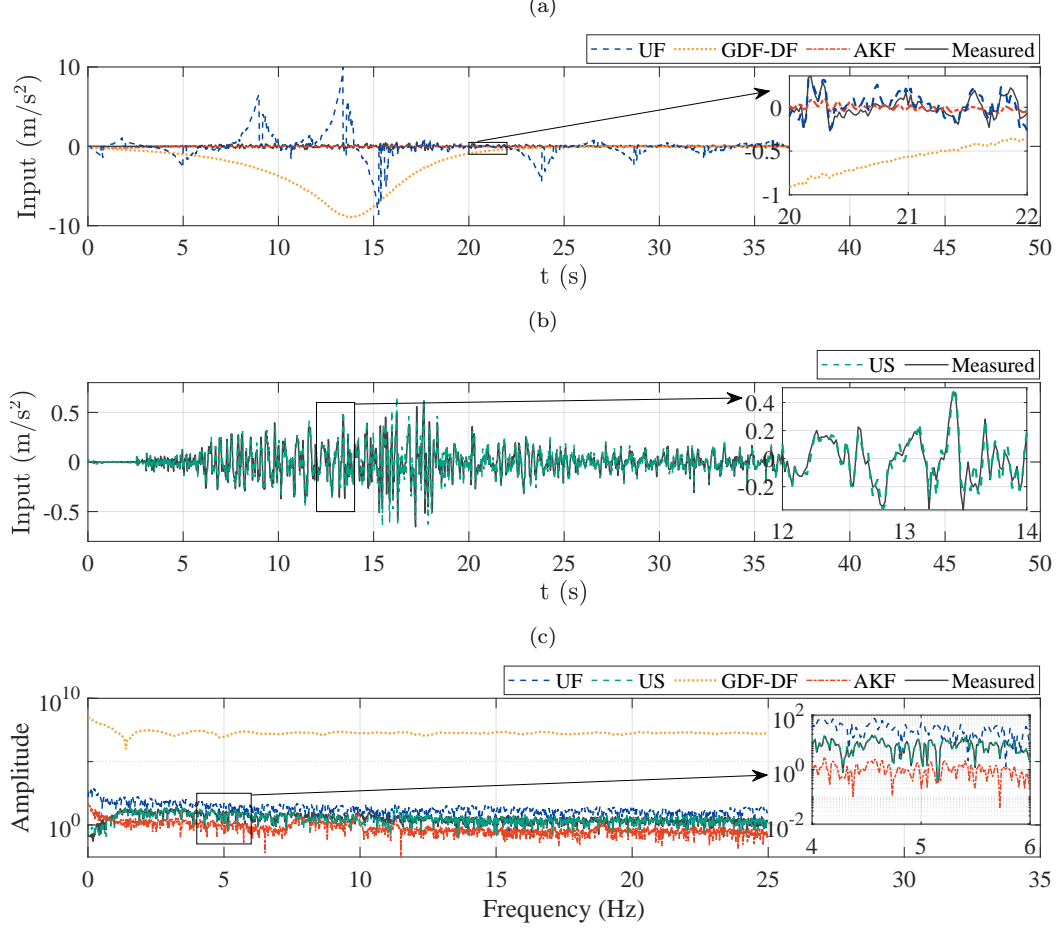 (a)
UF GDF-DF AKF Measured
Input (m/s²)
10
0
-10
0
-0.5
-1
20 21 22
0 5 10 15 20 25 30 35 40 45 50
t (s)
(b)
US Measured
Input (m/s²)
0.5
0
-0.5
0.4
0.2
0
-0.2
12 13 14
0 5 10 15 20 25 30 35 40 45 50
t (s)
(c)
UF US GDF-DF AKF Measured
Amplitude
10¹⁰
10⁰
10²
10⁰
10⁻²
4 5 6
0 5 10 15 20 25 30 35
Frequency (Hz)